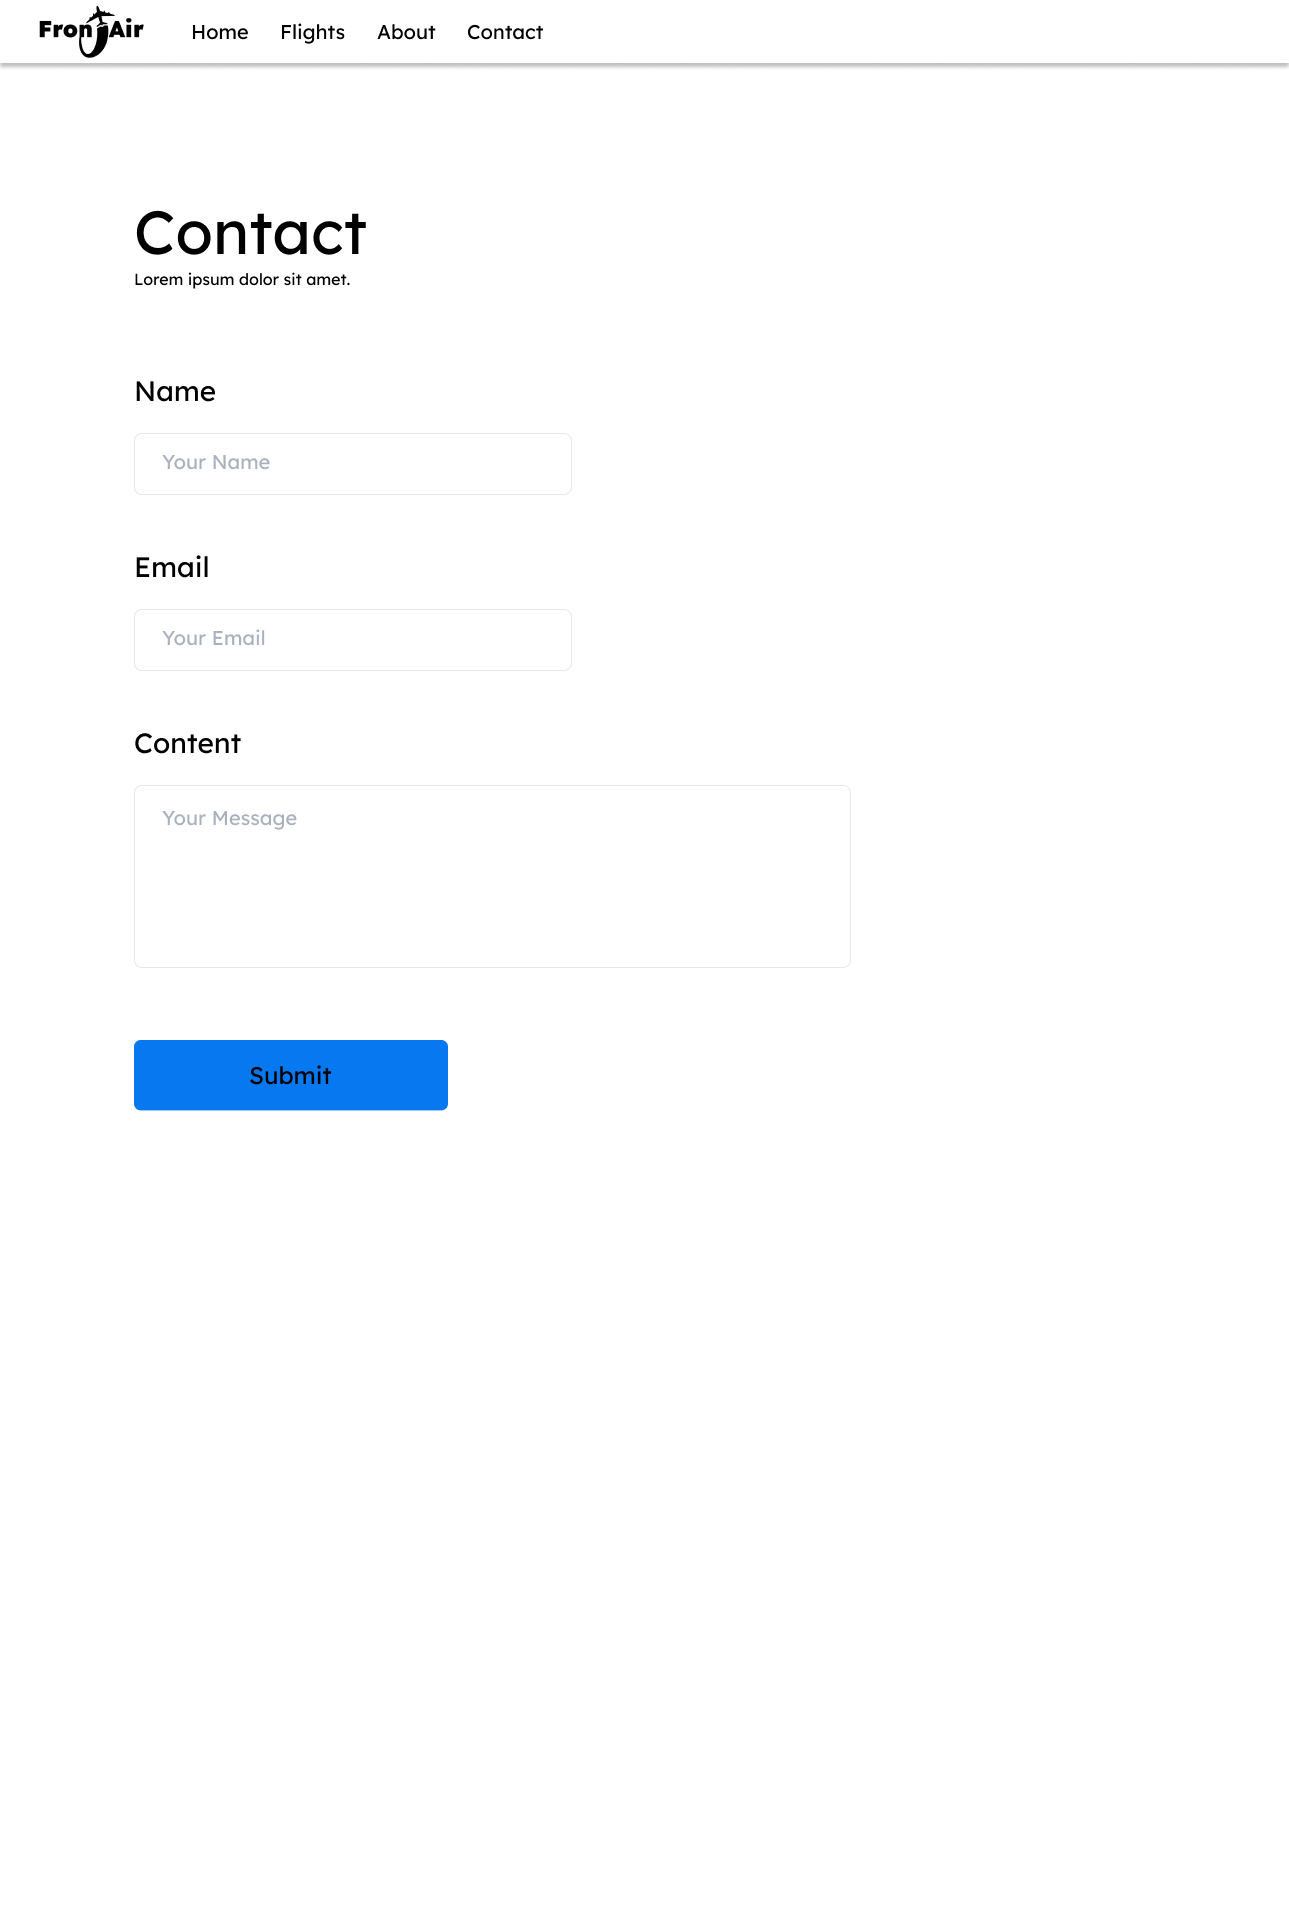 FrontAir Home Flights About Contact
Contact
Lorem ipsum dolor sit amet.
Name
Your Name
Email
Your Email
Content
Your Message
Submit